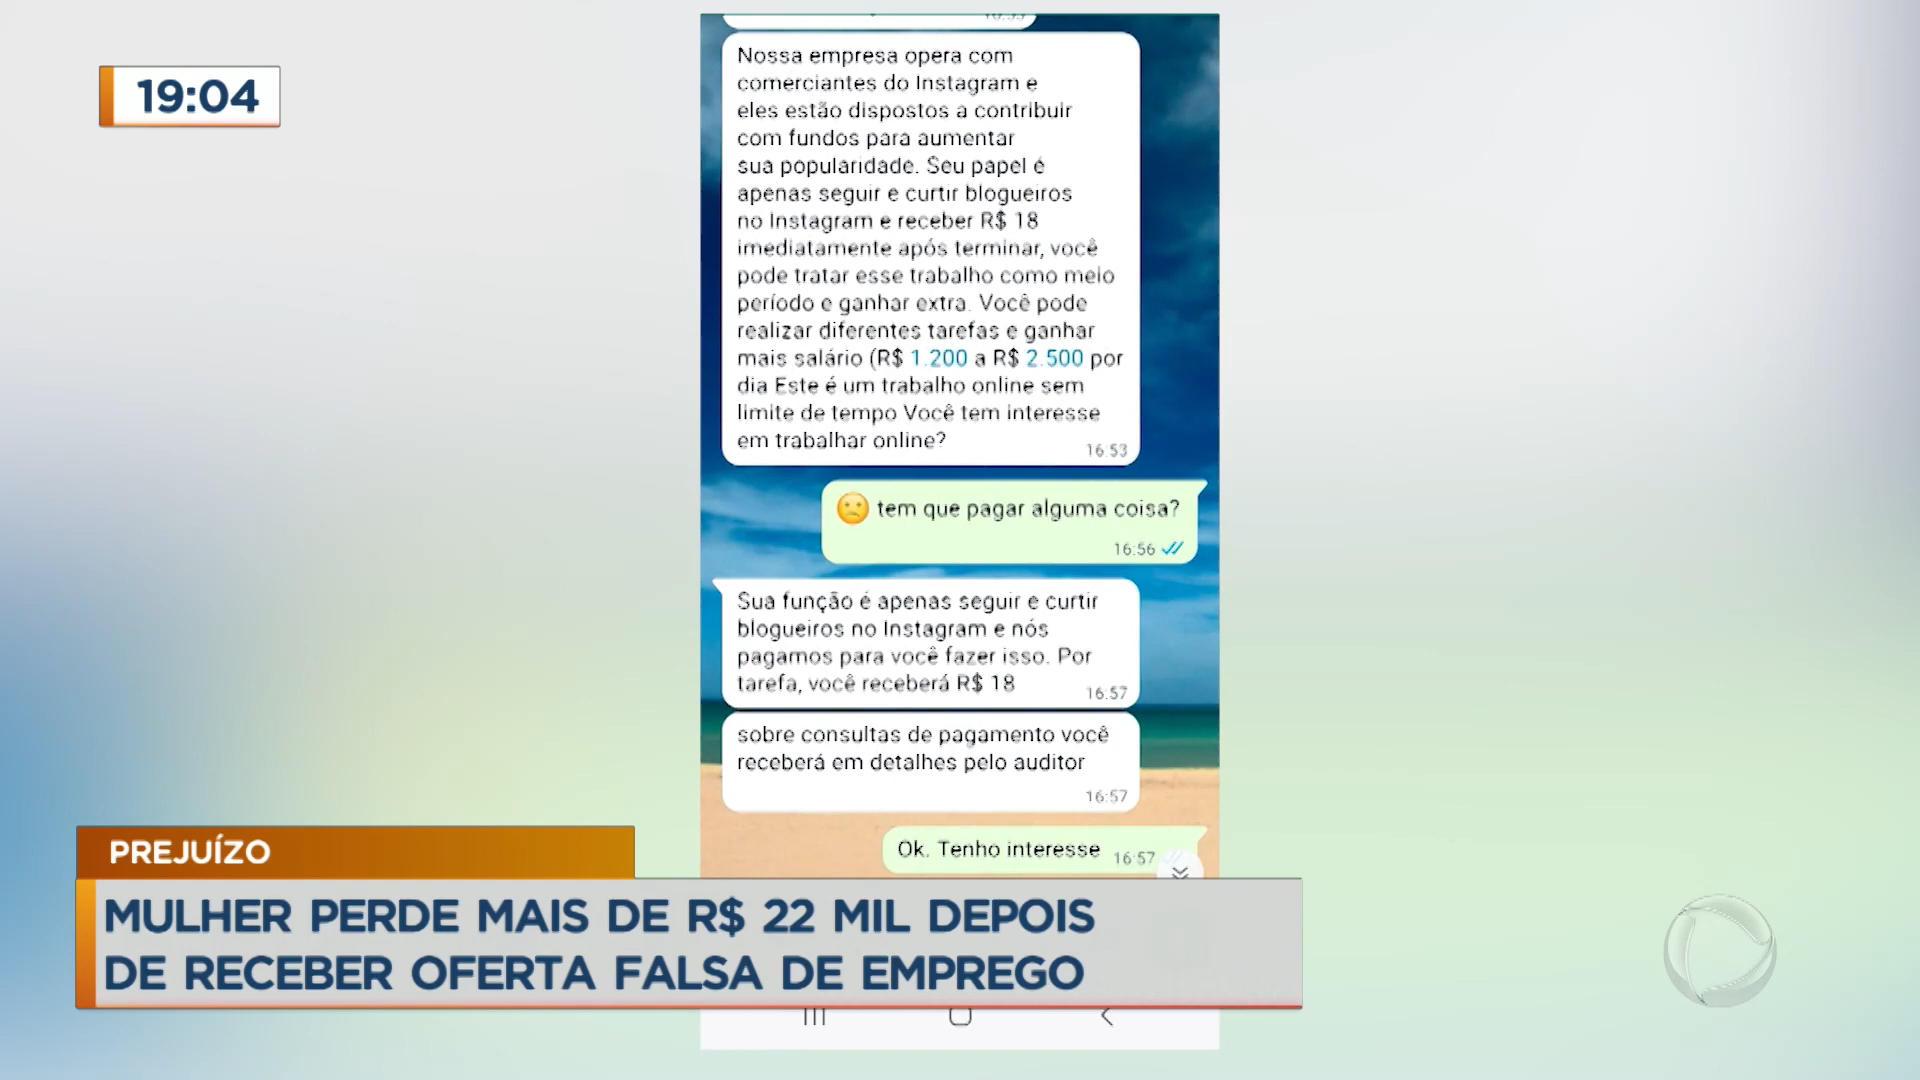 19:04
Nossa empresa opera com
comerciantes do Instagram e
eles estão dispostos a contribuir
com fundos para aumentar
sua popularidade. Seu papel é
apenas seguir e curtir blogueiros
no Instagram e receber R$ 18
imediatamente após terminar, você
pode tratar esse trabalho como meio
período e ganhar extra. Você pode
realizar diferentes tarefas e ganhar
mais salário (R$ 1.200 a R$ 2.500 por
dia Este é um trabalho online sem
limite de tempo Você tem interesse
em trabalhar online?
16:53
tem que pagar alguma coisa?
16:56
Sua função é apenas seguir e curtir
blogueiros no Instagram e nós
pagamos para você fazer isso. Por
tarefa, você receberá R$ 18
16:57
sobre consultas de pagamento você
receberá em detalhes pelo auditor
16:57
Ok. Tenho interesse 16:57
PREJUÍZO
MULHER PERDE MAIS DE R$ 22 MIL DEPOIS
DE RECEBER OFERTA FALSA DE EMPREGO